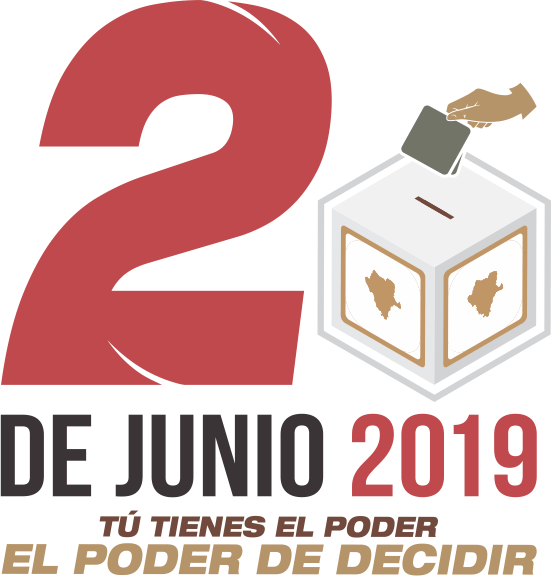 2
DE JUNIO 2019
TÚ TIENES EL PODER
EL PODER DE DECIDIR